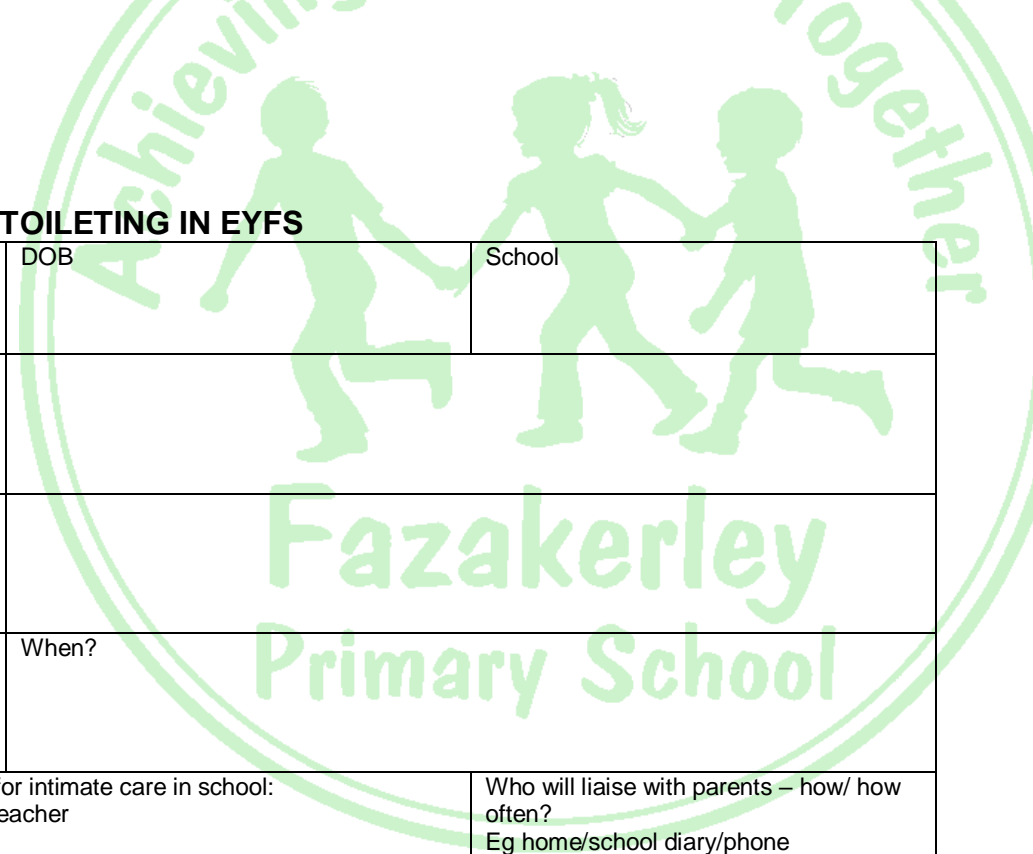 Achieving Together
TOILETING IN EYFS
DOB
School
Fazakerley
When?
Primary School
for intimate care in school:
eacher
Who will liaise with parents – how/ how
often?
Eg home/school diary/phone